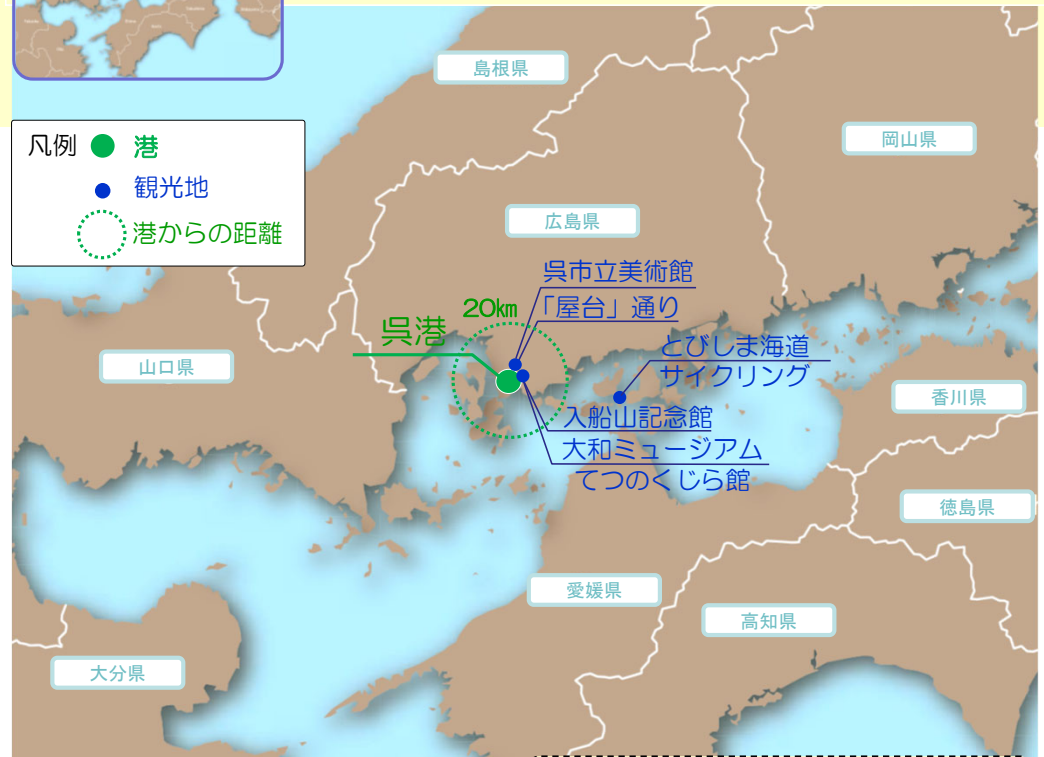 島根県
凡例 港
岡山県
観光地
港からの距離
広島県
呉市立美術館
20km 「屋台」通り
呉港
とびしま海道
サイクリング
山口県
香川県
入船山記念館
大和ミュージアム
てつのくじら館
徳島県
愛媛県
高知県
大分県